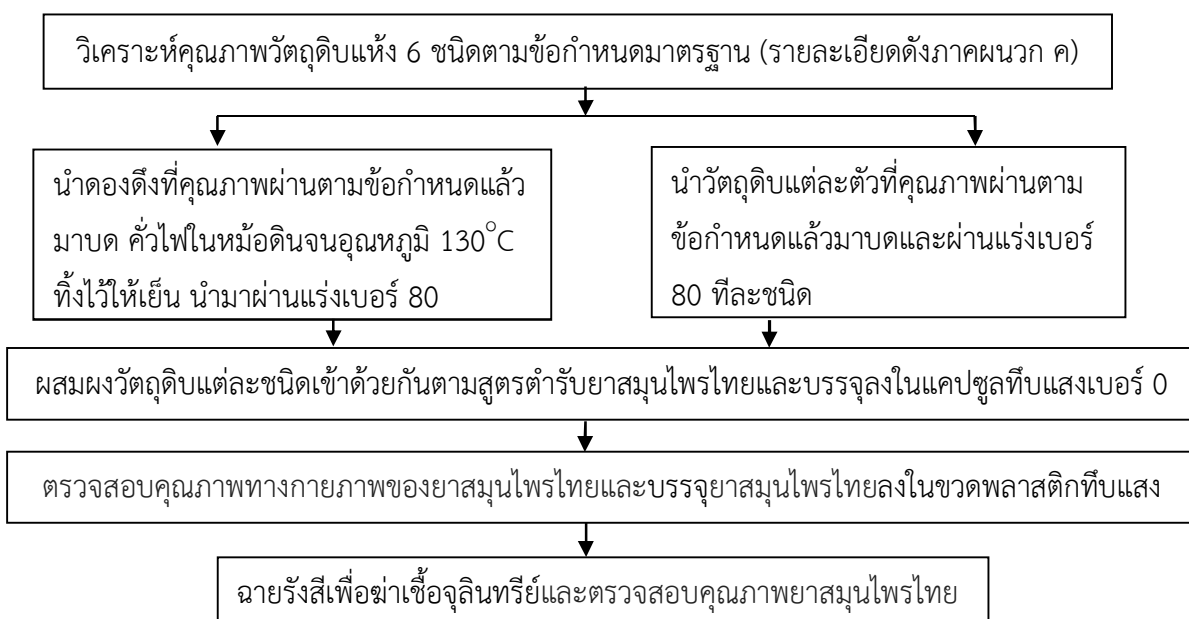 วิเคราะห์คุณภาพวัตถุดิบแห้ง 6 ชนิดตามข้อกำหนดมาตรฐาน (รายละเอียดดังภาคผนวก ค)
นำดองดึงที่คุณภาพผ่านตามข้อกำหนดแล้ว
มาบด คั่วไฟในหม้อดินจนอุณหภูมิ 130°C
ทิ้งไว้ให้เย็น นำมาผ่านแร่งเบอร์ 80
นำวัตถุดิบแต่ละตัวที่คุณภาพผ่านตาม
ข้อกำหนดแล้วมาบดและผ่านแร่งเบอร์
80 ทีละชนิด
ผสมผงวัตถุดิบแต่ละชนิดเข้าด้วยกันตามสูตรตำรับยาสมุนไพรไทยและบรรจุลงในแคปซูลทึบแสงเบอร์ 0
ตรวจสอบคุณภาพทางกายภาพของยาสมุนไพรไทยและบรรจุยาสมุนไพรไทยลงในขวดพลาสติกทึบแสง
ฉายรังสีเพื่อฆ่าเชื้อจุลินทรีย์และตรวจสอบคุณภาพยาสมุนไพรไทย